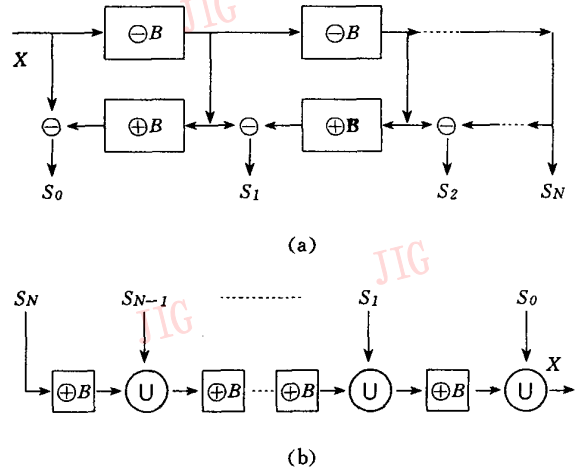 JIG
⊖B ⊖B
X
⊖ ⊕B ⊖ ⊕B ⊖
S0 S1 S2 SN
(a)
JIG
SN SN-1 S1 S0
JIG
X
⊕B U ⊕B ⊕B U ⊕B U
(b)